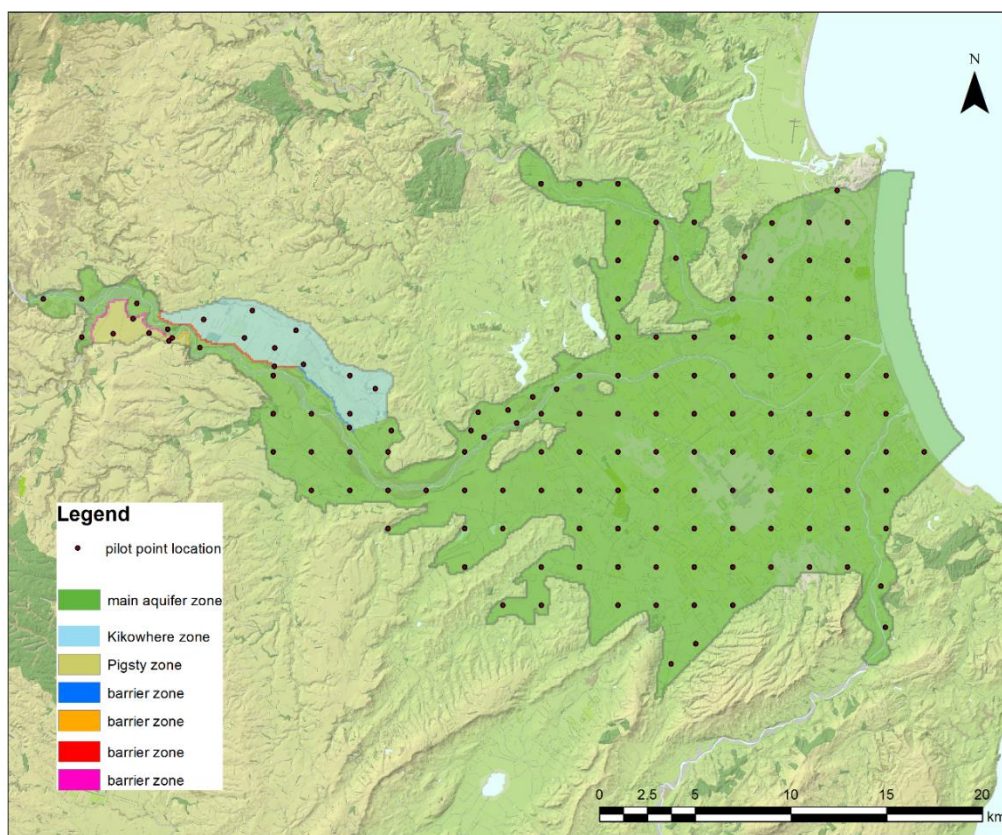 N
Legend
pilot point location
main aquifer zone
Kikowhere zone
Pigsty zone
barrier zone
barrier zone
barrier zone
barrier zone
0 2.5 5 10 15 20
km